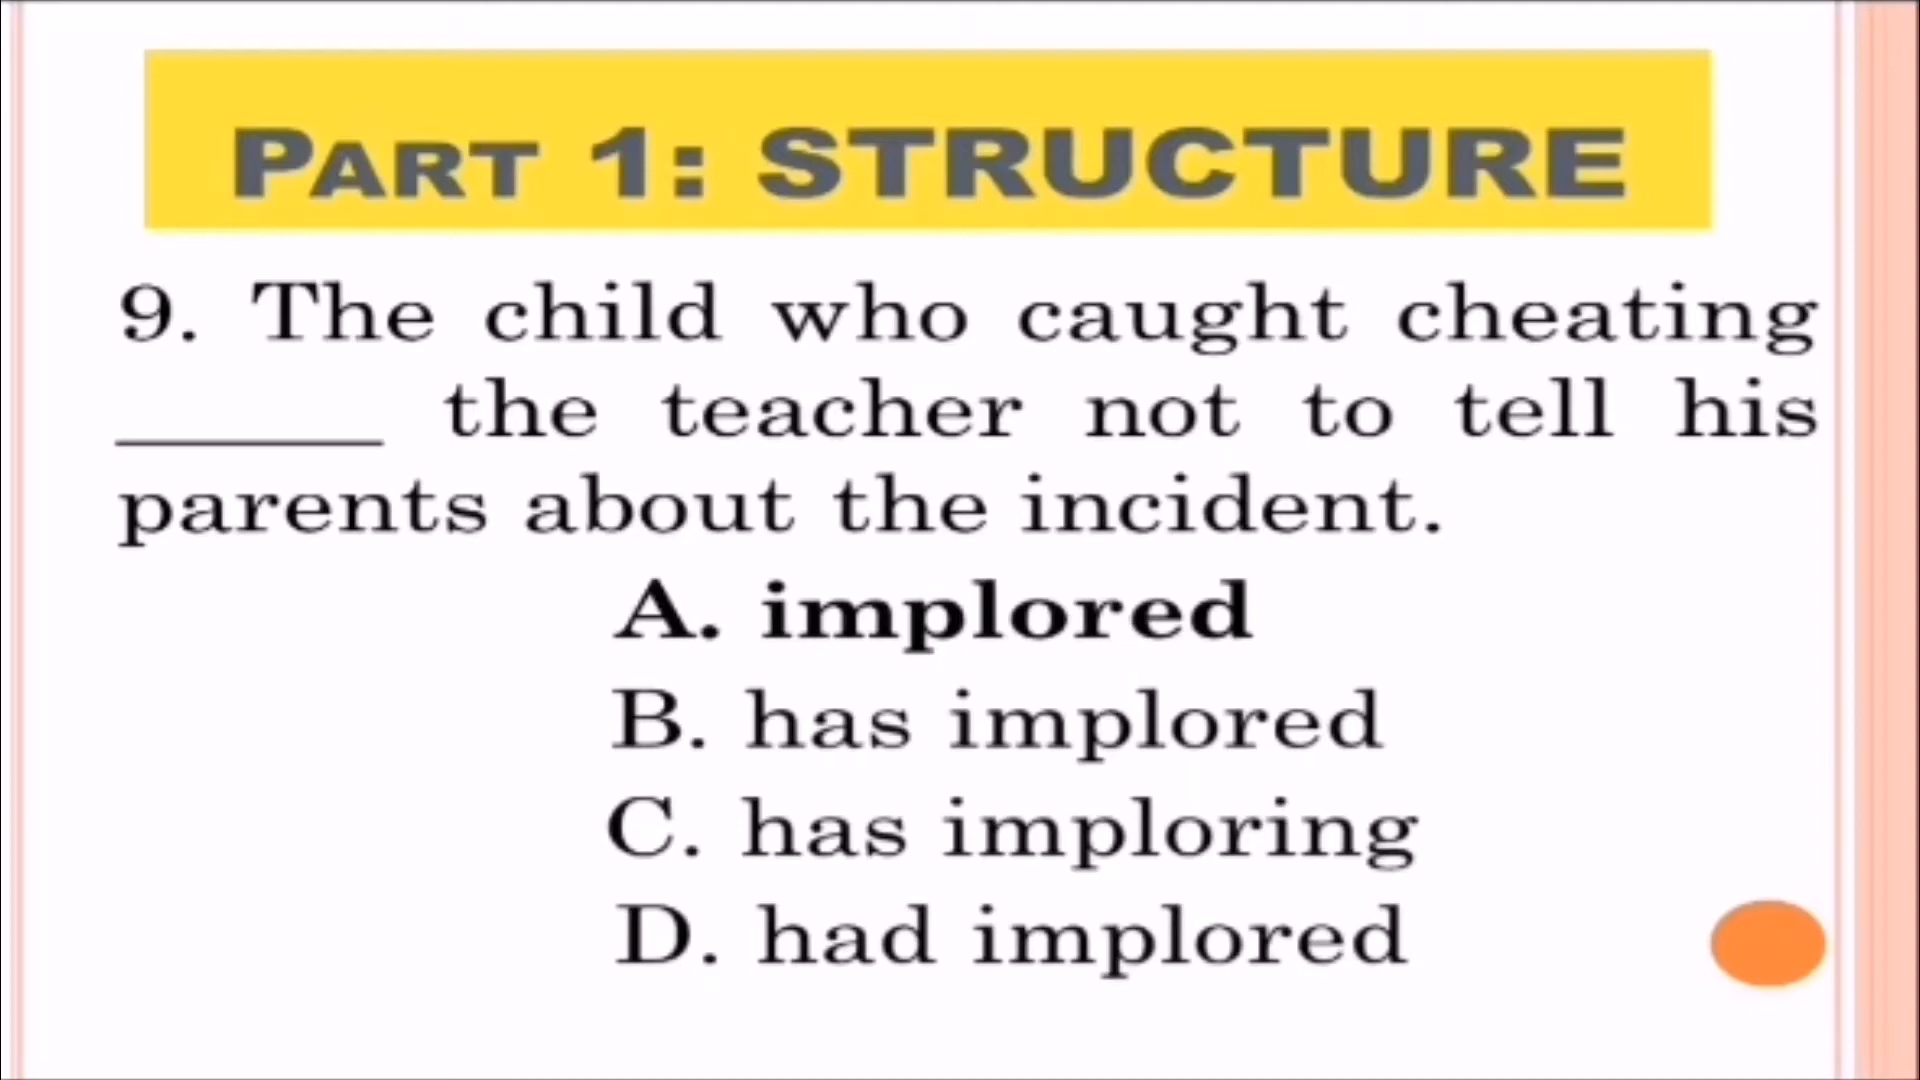 PART 1: STRUCTURE
9. The child who caught cheating
______ the teacher not to tell his
parents about the incident.
A. implored
B. has implored
C. has imploring
D. had implored